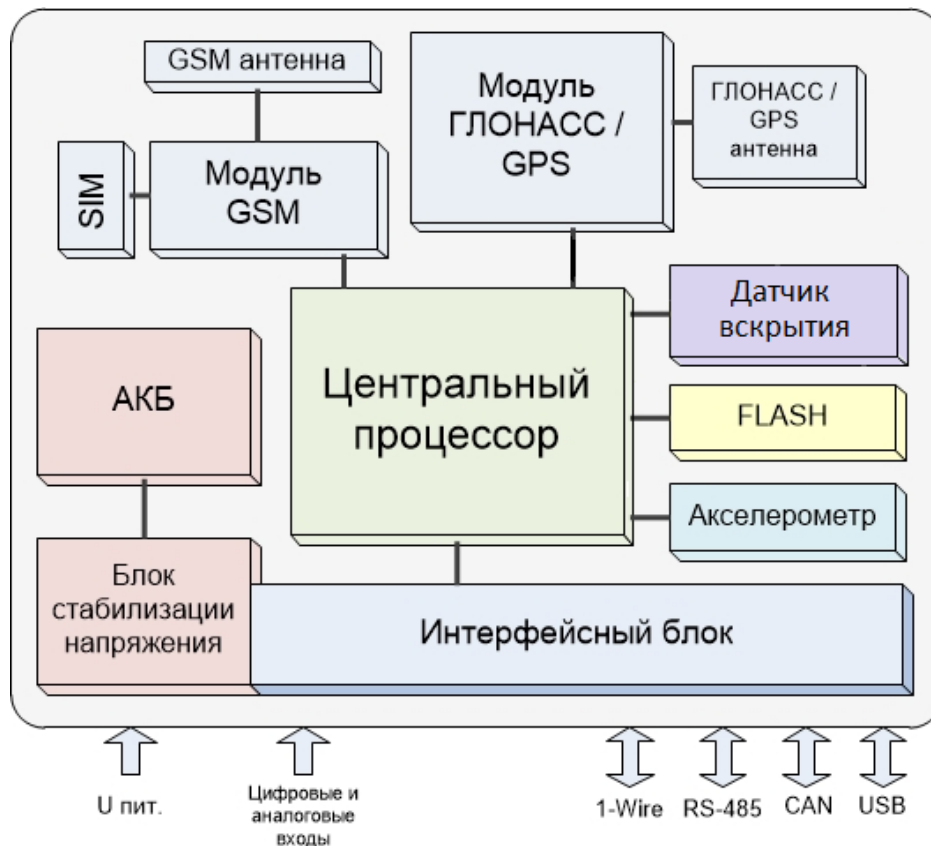 GSM антенна
Модуль
ГЛОНАСС /
GPS
ГЛОНАСС /
GPS
антенна
SIM
Модуль
GSM
Датчик
вскрытия
АКБ
Центральный
процессор
FLASH
Акселерометр
Блок
стабилизации
напряжения
Интерфейсный блок
U пит.
Цифровые и
аналоговые
входы
1-Wire
RS-485
CAN
USB